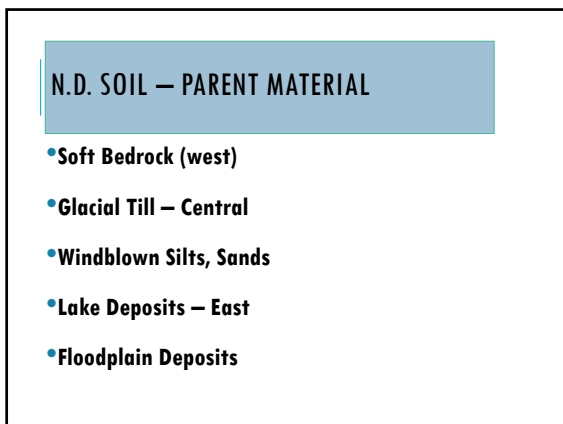 N.D. SOIL – PARENT MATERIAL
•Soft Bedrock (west)
•Glacial Till – Central
•Windblown Silts, Sands
•Lake Deposits – East
•Floodplain Deposits